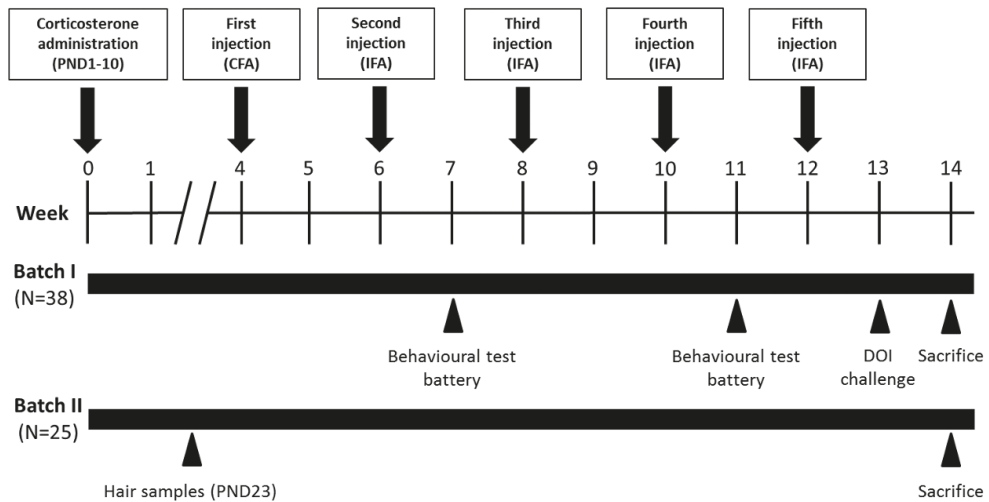 Corticosterone
administration
(PND1-10)
First
injection
(CFA)
Second
injection
(IFA)
Third
injection
(IFA)
Fourth
injection
(IFA)
Fifth
injection
(IFA)
0 1 4 5 6 7 8 9 10 11 12 13 14
Week
Batch I
(N=38)
Behavioural test
battery
Behavioural test
battery
DOI
challenge
Sacrifice
Batch II
(N=25)
Hair samples (PND23)
Sacrifice